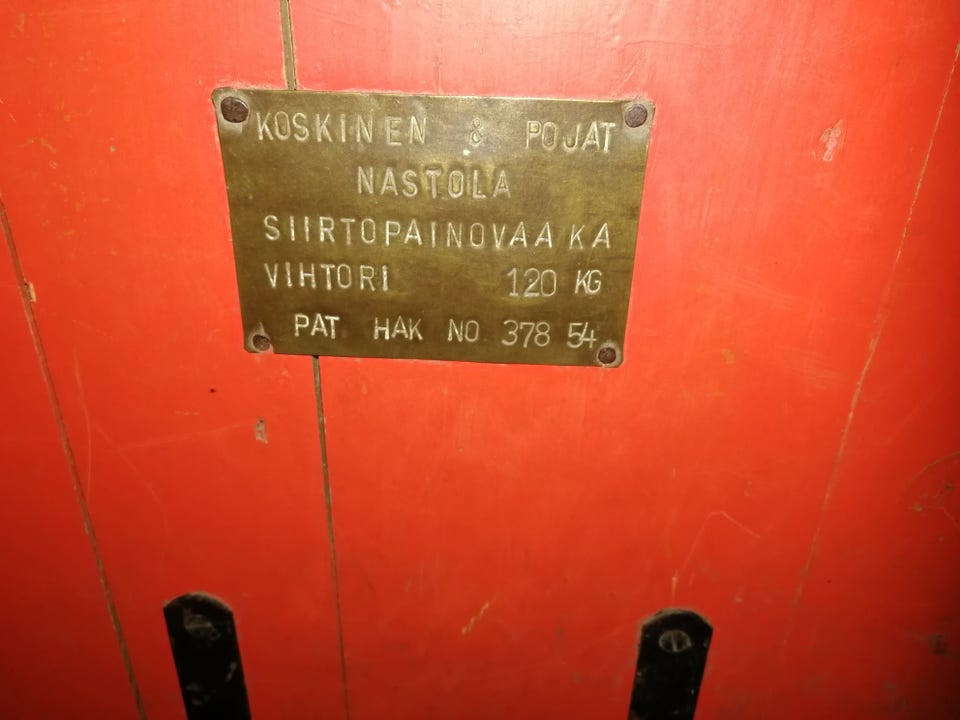 KOSKINEN & POJAT
NASTOLA
SIIRTOPAINOVAAKA
VIHTORI 120 KG
PAT HAK NO 378 54